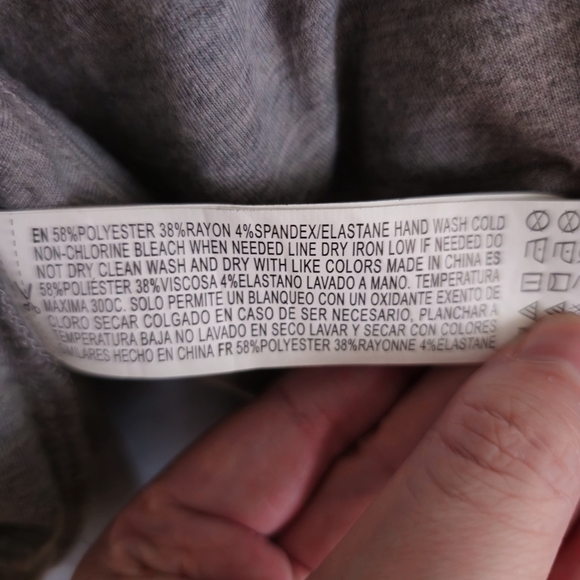 EN 58%POLYESTER 38%RAYON 4%SPANDEX/ELASTANE HAND WASH COLD
NON-CHLORINE BLEACH WHEN NEEDED LINE DRY IRON LOW IF NEEDED DO
NOT DRY CLEAN WASH AND DRY WITH LIKE COLORS MADE IN CHINA ES
58%POLIÉSTER 38%VISCOSA 4%ELASTANO LAVADO A MANO. TEMPERATURA
MAXIMA 30OC. SOLO PERMITE UN BLANQUEO CON UN OXIDANTE EXENTO DE
CLORO SECAR COLGADO EN CASO DE SER NECESARIO, PLANCHAR A
TEMPERATURA BAJA NO LAVADO EN SECO LAVAR Y SECAR CON COLORES
SIMILARES HECHO EN CHINA FR 58%POLYESTER 38%RAYONNE 4%ELASTANE